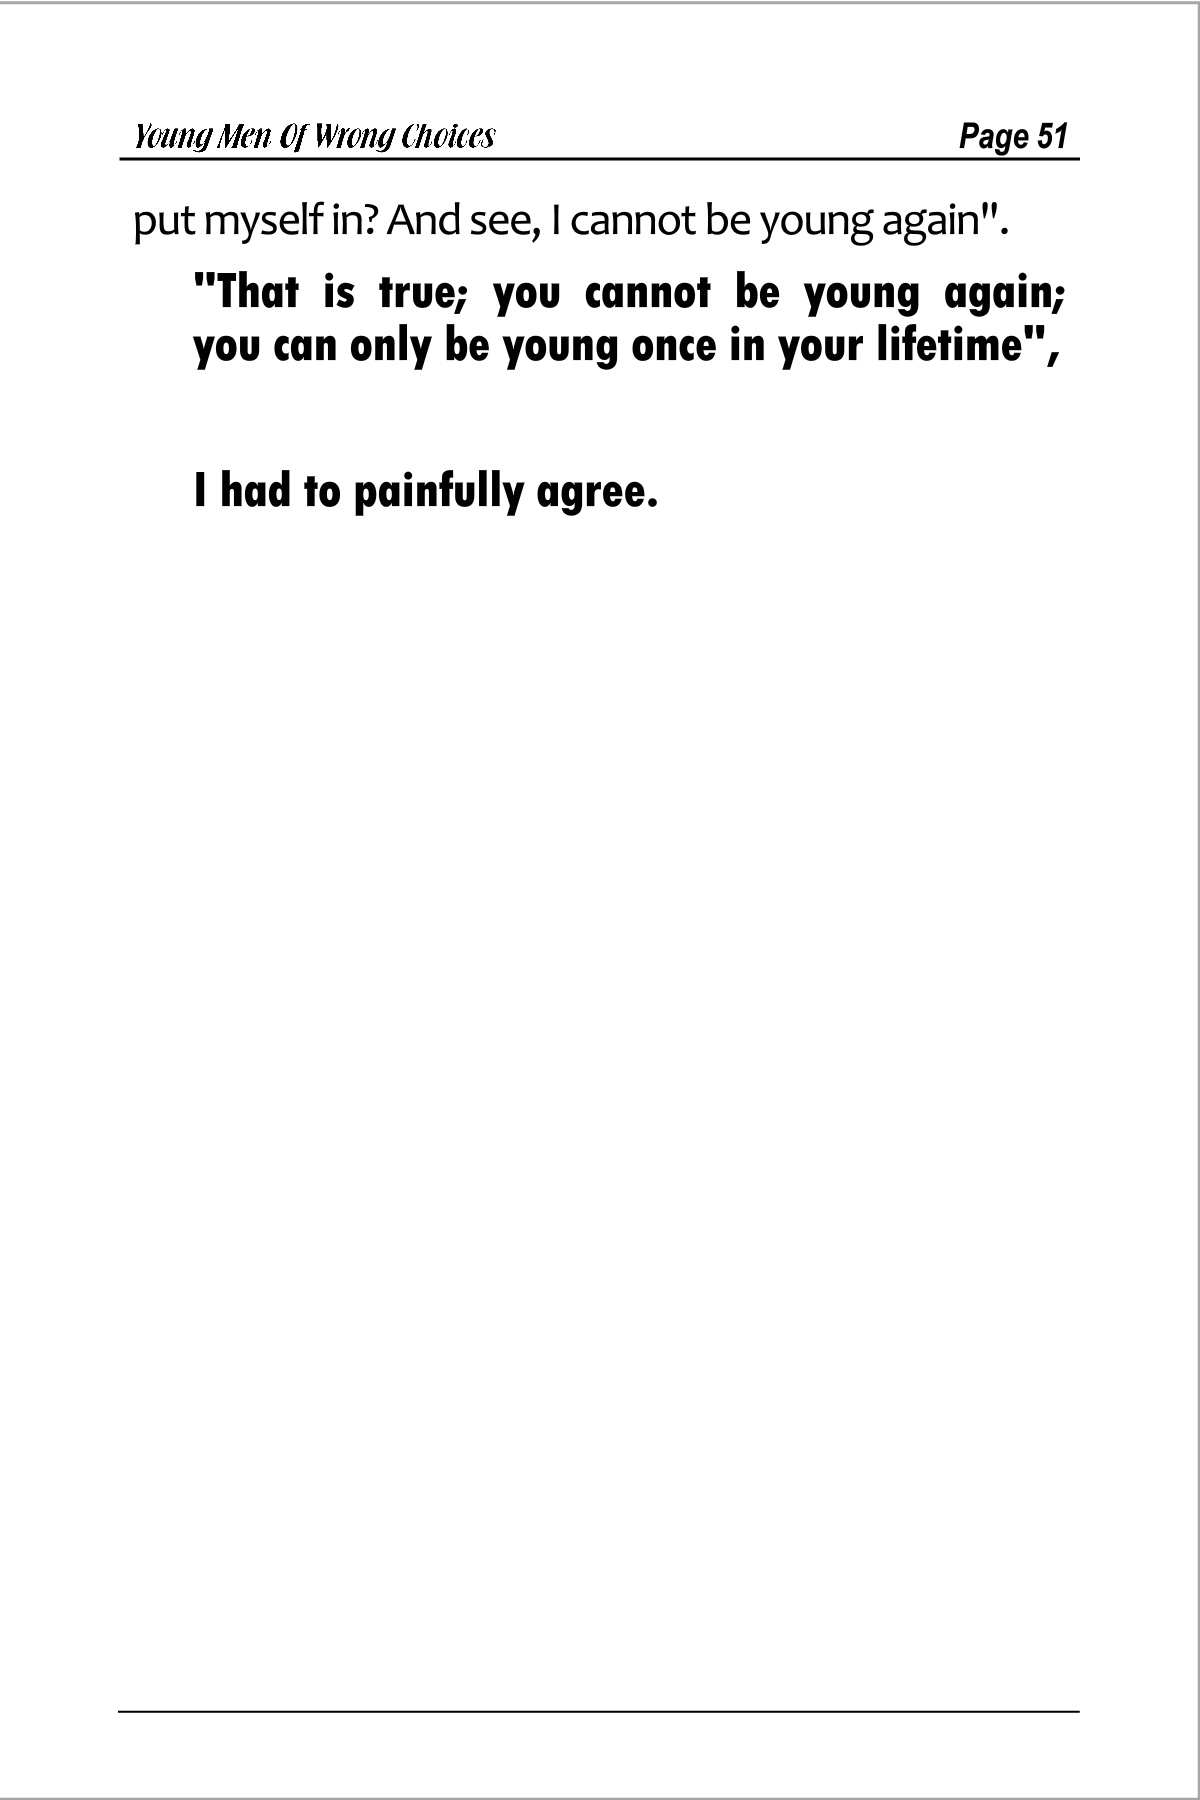 Young Men Of Wrong Choices Page 51
put myself in? And see, I cannot be young again".
"That is true; you cannot be young again;
you can only be young once in your lifetime",
I had to painfully agree.